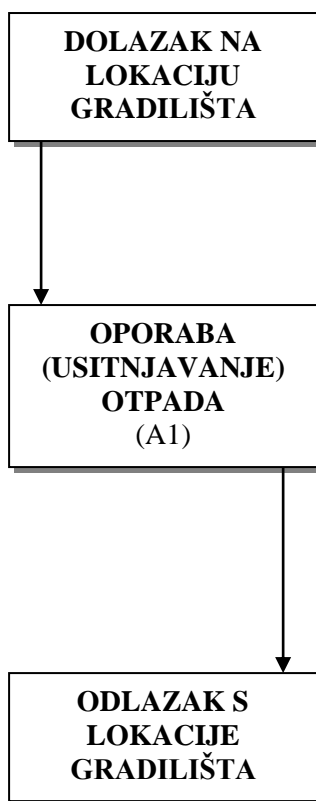 DOLAZAK NA
LOKACIJU
GRADILIŠTA
OPORABA
(USITNJAVANJE)
OTPADA
(A1)
ODLAZAK S
LOKACIJE
GRADILIŠTA